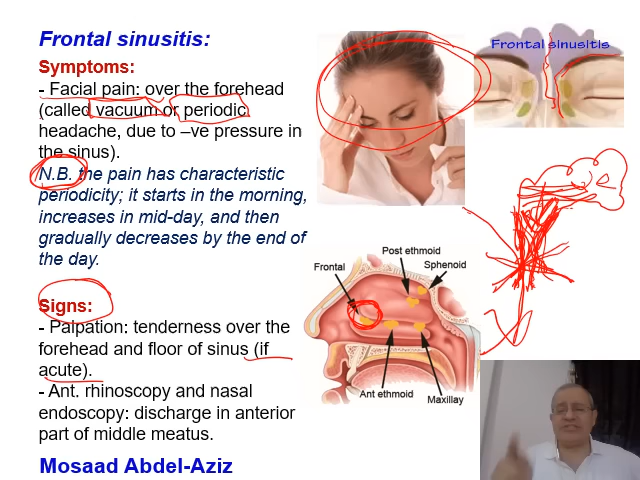 Frontal sinusitis:
Symptoms:
- Facial pain: over the forehead
(called vacuum or periodic
headache, due to –ve pressure in
the sinus).
N.B. the pain has characteristic
periodicity; it starts in the morning,
increases in mid-day, and then
gradually decreases by the end of
the day.
Signs:
- Palpation: tenderness over the
forehead and floor of sinus (if
acute).
- Ant. rhinoscopy and nasal
endoscopy: discharge in anterior
part of middle meatus.
Mosaad Abdel-Aziz
Frontal sinusitis
Post ethmoid
Sphenoid
Frontal
Ant ethmoid
Maxillay